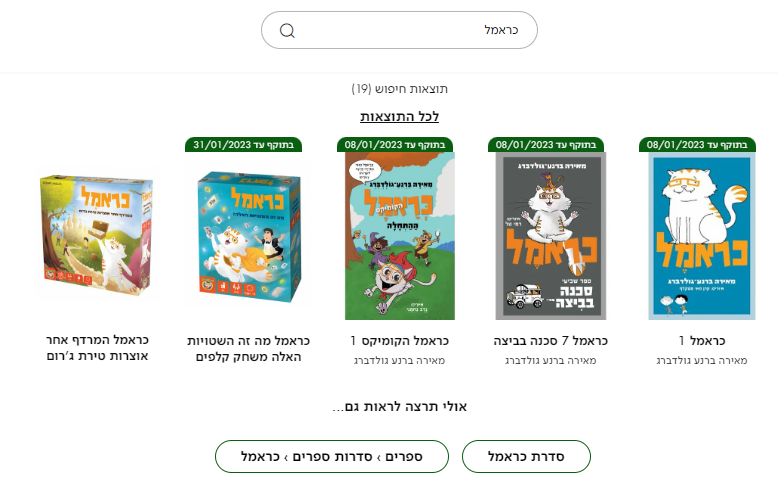 כראמל
תוצאות חיפוש (19)
לכל התוצאות
בתוקף עד 08/01/2023
כראמל
מאירה ברנע-גולדברג
כראמל 1
מאירה ברנע גולדברג
בתוקף עד 08/01/2023
מאירה ברנע-גולדברג
כראמל
ספר שביעי
סכנה בביצה
כראמל 7 סכנה בביצה
מאירה ברנע גולדברג
בתוקף עד 08/01/2023
מאירה ברנע-גולדברג
כראמל
הקומיקס
ההתחלה
כראמל הקומיקס 1
מאירה ברנע גולדברג
בתוקף עד 31/01/2023
כראמל
כראמל מה זה השטויות
האלה משחק קלפים
כראמל
כראמל המרדף אחר
אוצרות טירת ג'רום
אולי תרצה לראות גם...
סדרת כראמל
ספרים › סדרות ספרים › כראמל